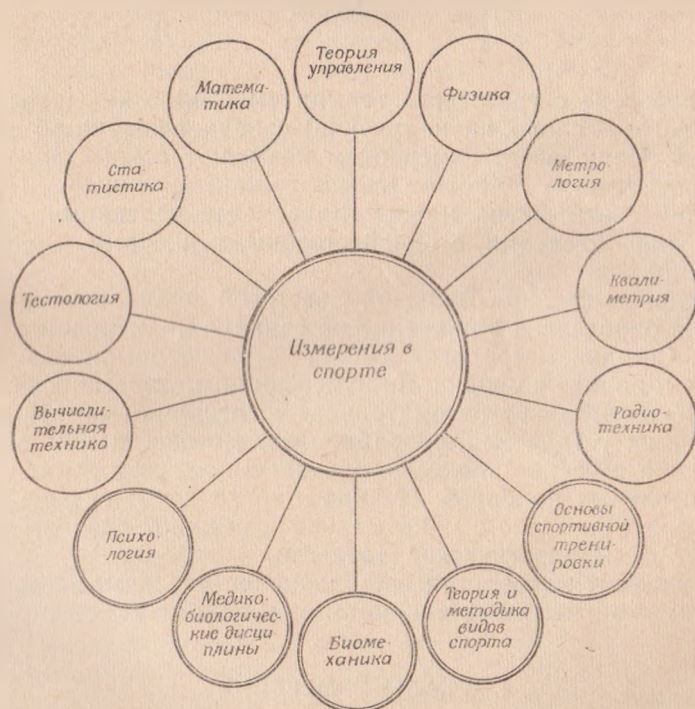 Теория
управления
Физика
Метро-
логия
Квали-
метрия
Радио-
техника
Основы
спортивной
трени-
ровки
Теория и
методика
видов
спорта
Биоме-
ханика
Медико-
биологичес-
кие дисци
плины
Психо-
логия
Вычисли-
тельная
техника
Тестология
Ста-
тистика
Матема-
тика
Измерения в
спорте